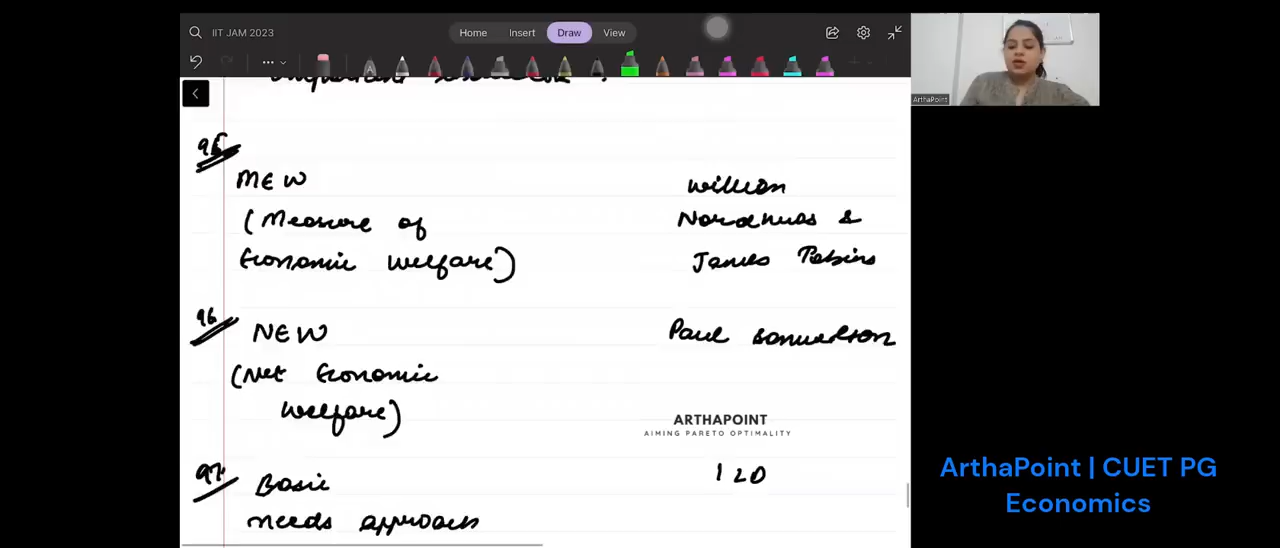 IIT JAM 2023
Home Insert Draw View
ArthaPoint
95
MEW
William
(Measure of
Nordhaus &
Economic Welfare)
James Tobins
96
NEW
Paul Samuelson
(Net Economic
Welfare)
ARTHAPOINT
AIMING PARETO OPTIMALITY
97.
Basic
ILO
needs approach
ArthaPoint | CUET PG
Economics